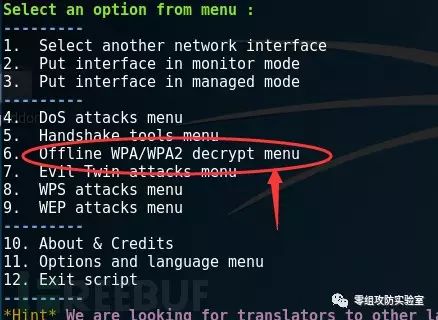 Select an option from menu :
---------
1.  Select another network interface
2.  Put interface in monitor mode
3.  Put interface in managed mode
---------
4.  DoS attacks menu
5.  Handshake tools menu
6.  Offline WPA/WPA2 decrypt menu
7.  Evil Twin attacks menu
8.  WPS attacks menu
9.  WEP attacks menu
---------
10. About & Credits
11. Options and language menu
12. Exit script
---------
零组攻防实验室
*Hint* We are looking for translators to other la